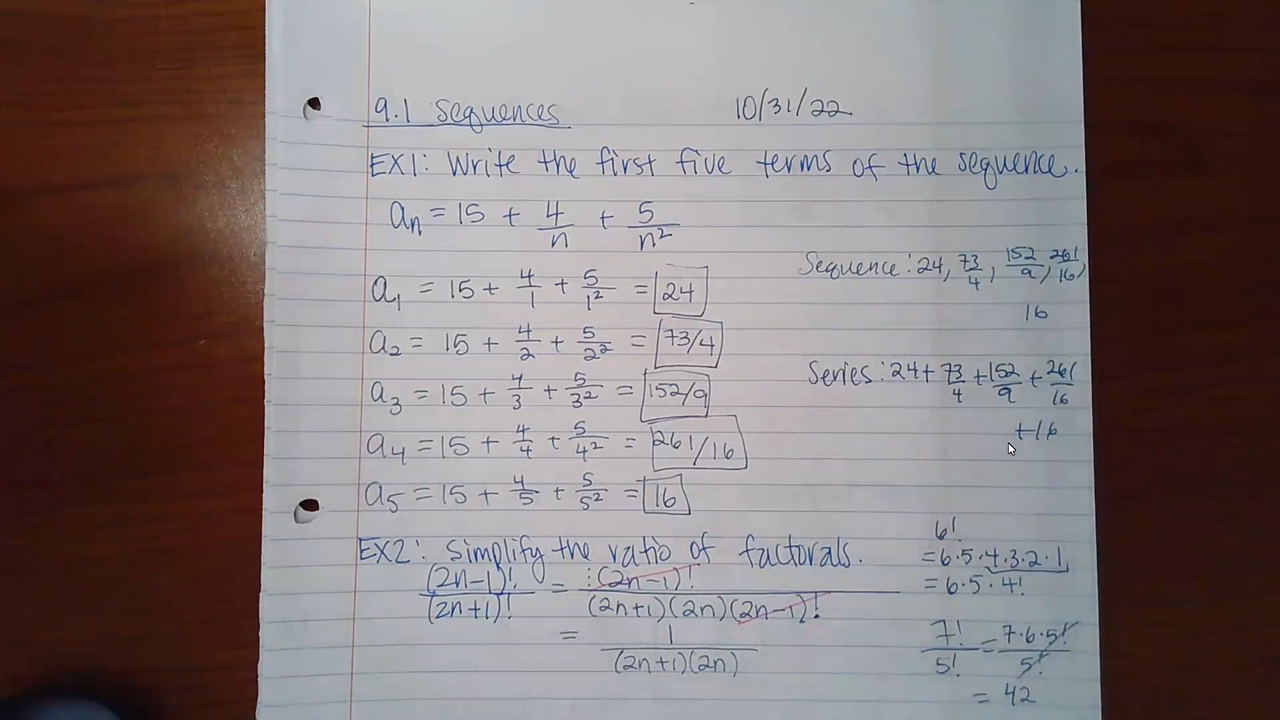 9.1 Sequences 10/31/22
EX1: Write the first five terms of the sequence.
an = 15 + 4/n + 5/n²
a1 = 15 + 4/1 + 5/1² = 24
a2 = 15 + 4/2 + 5/2² = 73/4
a3 = 15 + 4/3 + 5/3² = 152/9
a4 = 15 + 4/4 + 5/4² = 261/16
a5 = 15 + 4/5 + 5/5² = 16
Sequence: 24, 73/4, 152/9, 261/16,
16
Series: 24 + 73/4 + 152/9 + 261/16
+16
EX2: Simplify the ratio of factorals.
(2n-1)!/(2n+1)! = (2n-1)!/(2n+1)(2n)(2n-1)!
= 1/(2n+1)(2n)
6!
= 6·5·4·3·2·1
= 6·5·4!
7!/5! = 7·6·5!/5!
= 42